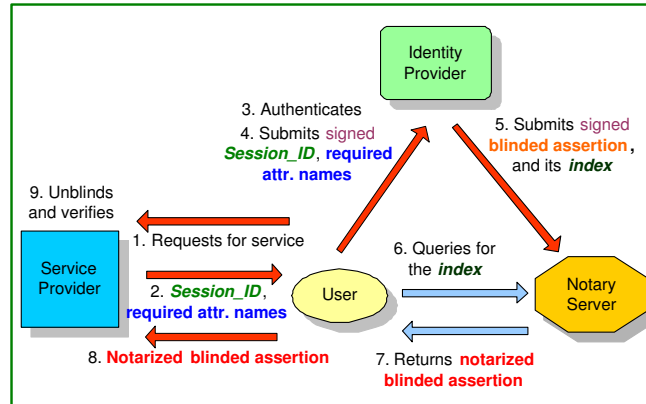 Identity
Provider
3. Authenticates
4. Submits signed
Session_ID, required
attr. names
5. Submits signed
blinded assertion,
and its index
9. Unblinds
and verifies
1. Requests for service
Service
Provider
2. Session_ID,
required attr. names
User
6. Queries for
the index
Notary
Server
8. Notarized blinded assertion
7. Returns notarized
blinded assertion